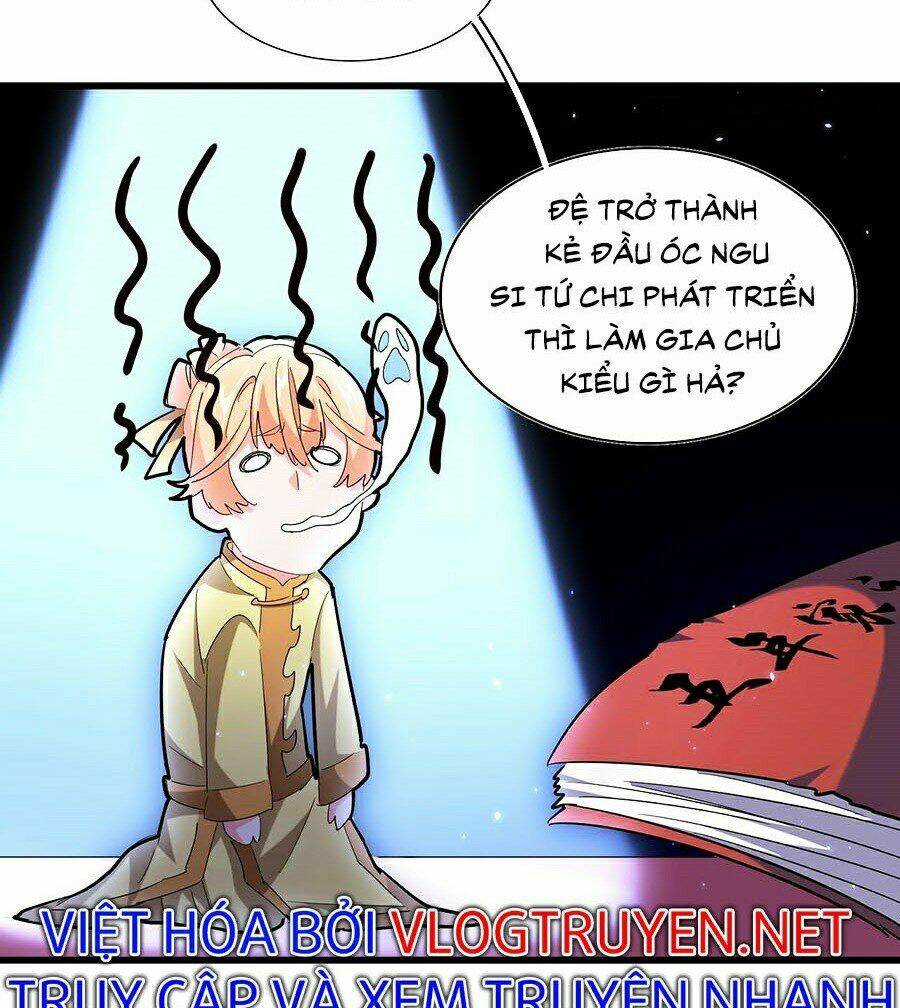 ĐỆ TRỞ THÀNH
KẺ ĐẦU ÓC NGU
SI TỨ CHI PHÁT TRIỂN
THÌ LÀM GIA CHỦ
KIỂU GÌ HẢ?
VIỆT HÓA BỞI VLOGTRUYEN.NET
TRUY CẬP VÀ XEM TRUYỆN NHANH